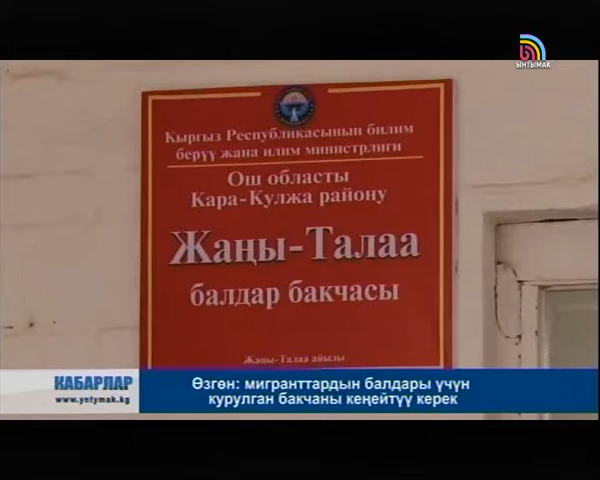 ЫНТЫМАК
Кыргыз Республикасынын билим
берүү жана илим министрлиги
Ош областы
Кара-Кулжа району
Жаңы-Талаа
балдар бакчасы
Жаңы-Талаа айылы
КАБАРЛАР
www.yntymak.kg
Өзгөн: мигранттардын балдары үчүн
курулган бакчаны кеңейтүү керек